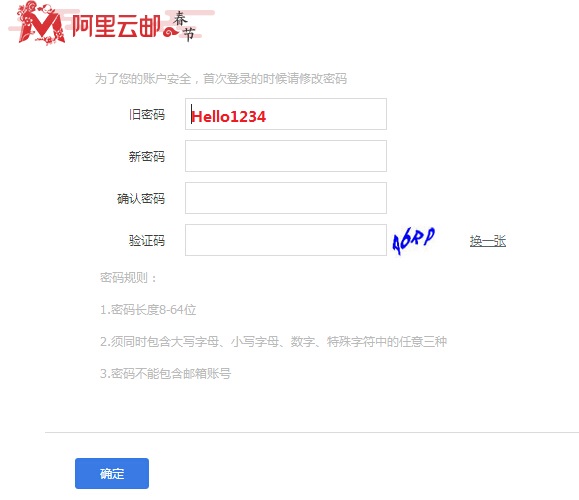 阿里云邮 春节
为了您的账户安全，首次登录的时候请修改密码
旧密码 Hello1234
新密码
确认密码
验证码 A6RP 换一张
密码规则：
1.密码长度8-64位
2.须同时包含大写字母、小写字母、数字、特殊字符中的任意三种
3.密码不能包含邮箱账号
确定